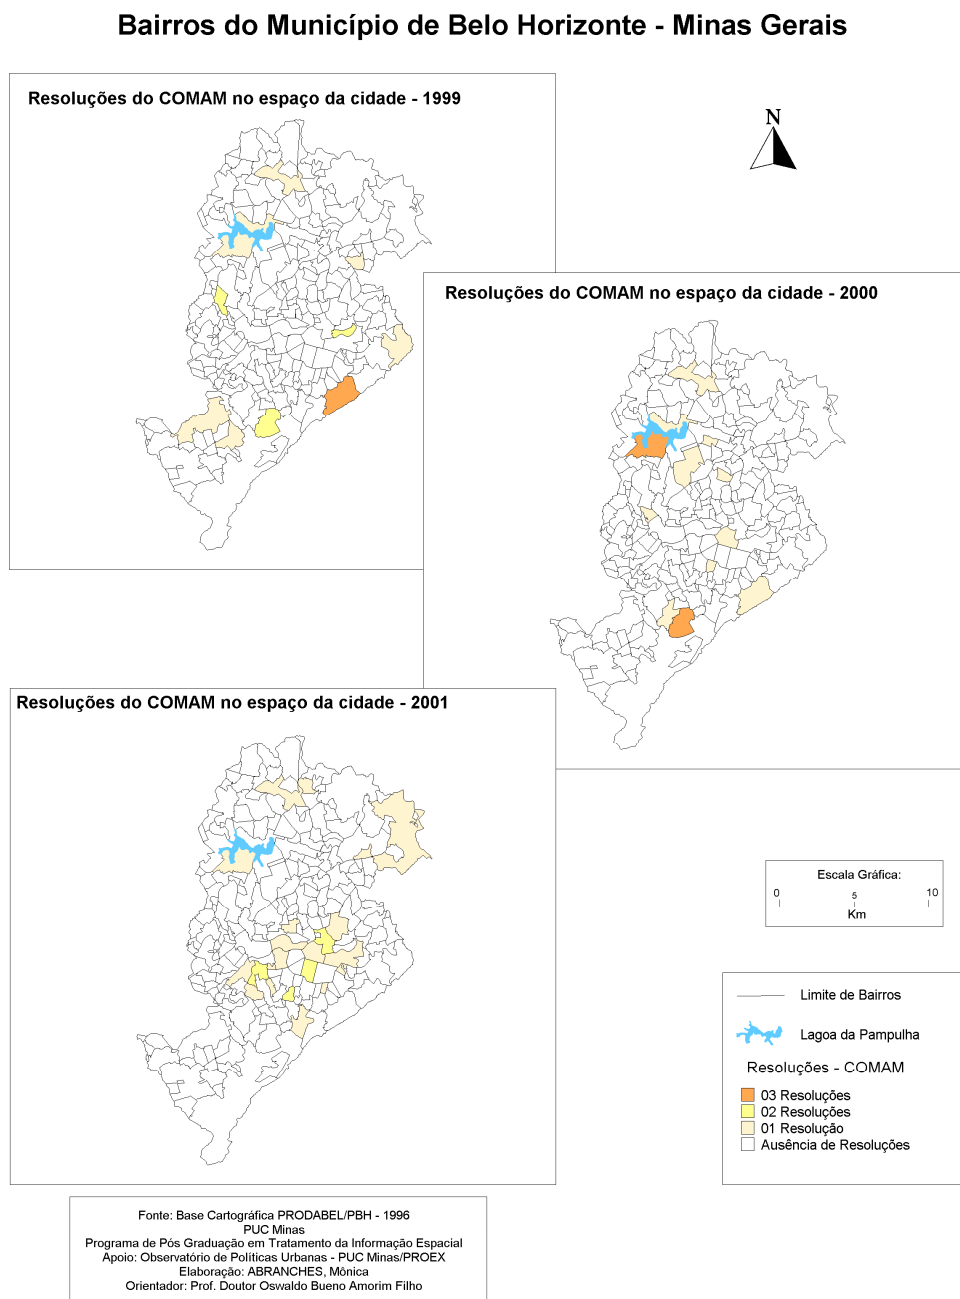 Bairros do Município de Belo Horizonte - Minas Gerais
Resoluções do COMAM no espaço da cidade - 1999
N
Resoluções do COMAM no espaço da cidade - 2000
Resoluções do COMAM no espaço da cidade - 2001
Escala Gráfica:
0 5 10
Km
Limite de Bairros
Lagoa da Pampulha
Resoluções - COMAM
03 Resoluções
02 Resoluções
01 Resolução
Ausência de Resoluções
Fonte: Base Cartográfica PRODABEL/PBH - 1996
PUC Minas
Programa de Pós Graduação em Tratamento da Informação Espacial
Apoio: Observatório de Políticas Urbanas - PUC Minas/PROEX
Elaboração: ABRANCHES, Mônica
Orientador: Prof. Doutor Oswaldo Bueno Amorim Filho